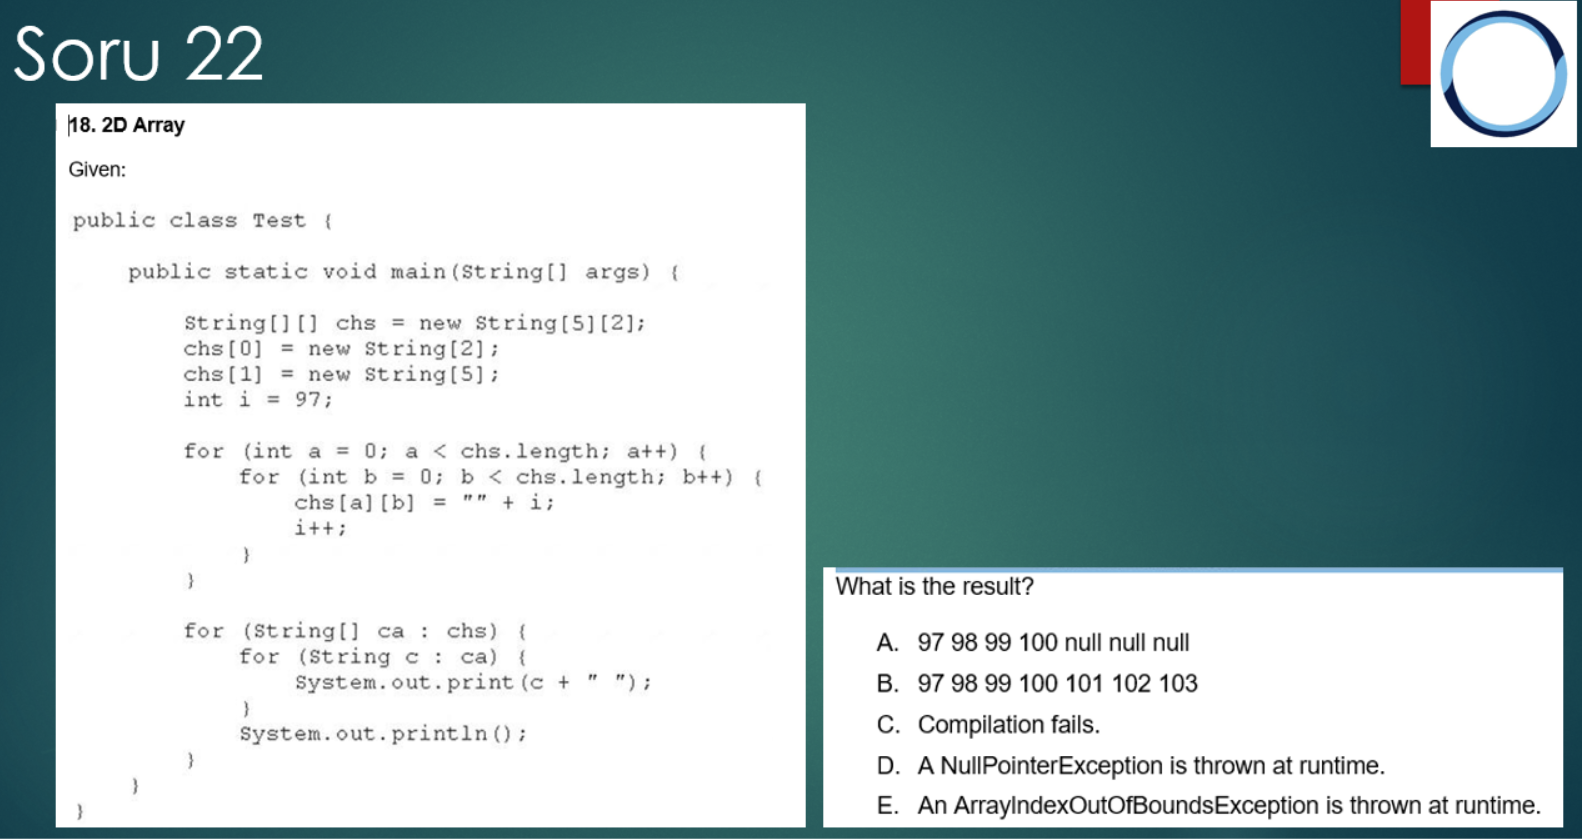 Soru 22
18. 2D Array
Given:
public class Test {
public static void main(String[] args) {
String[][] chs = new String[5][2];
chs[0] = new String[2];
chs[1] = new String[5];
int i = 97;
for (int a = 0; a < chs.length; a++) {
for (int b = 0; b < chs.length; b++) {
chs[a][b] = "" + i;
i++;
}
}
for (String[] ca : chs) {
for (String c : ca) {
System.out.print(c + " ");
}
System.out.println();
}
}
}
What is the result?
A. 97 98 99 100 null null null
B. 97 98 99 100 101 102 103
C. Compilation fails.
D. A NullPointerException is thrown at runtime.
E. An ArrayIndexOutOfBoundsException is thrown at runtime.